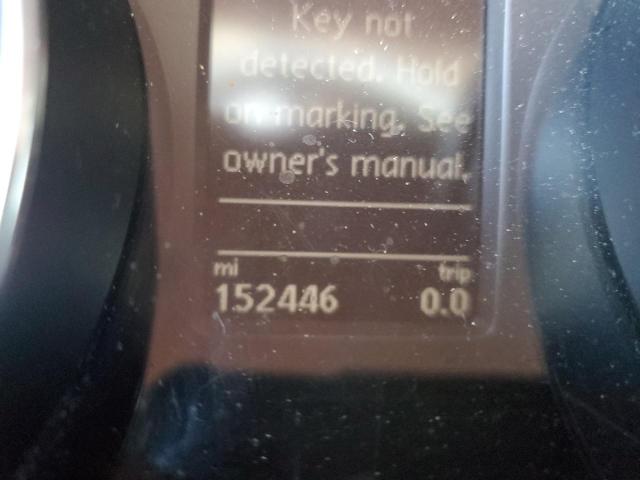 Key not
detected. Hold
on marking. See
owner's manual.
mi trip
152446 0.0